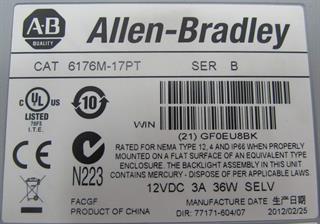 A-B
QUALITY
Allen-Bradley
CAT 6176M-17PT SER B
c UL US
LISTED
78FS
I.T.E.
10
WIN
(21) GF0EU8BK
N223
RATED FOR NEMA TYPE 12, 4 AND IP66 WHEN PROPERLY
MOUNTED ON A FLAT SURFACE OF AN EQUIVALENT TYPE
ENCLOSURE. THE BACKLIGHT ASSEMBLY IN THIS UNIT
CONTAINS MERCURY - DISPOSE OF PER APPLICABLE LAWS.
12VDC 3A 36W SELV
FACGF
PRODUCT OF CHINA
MANUFACTURE DATE 生产日期
DIR: 77171-604/07 2012/02/25